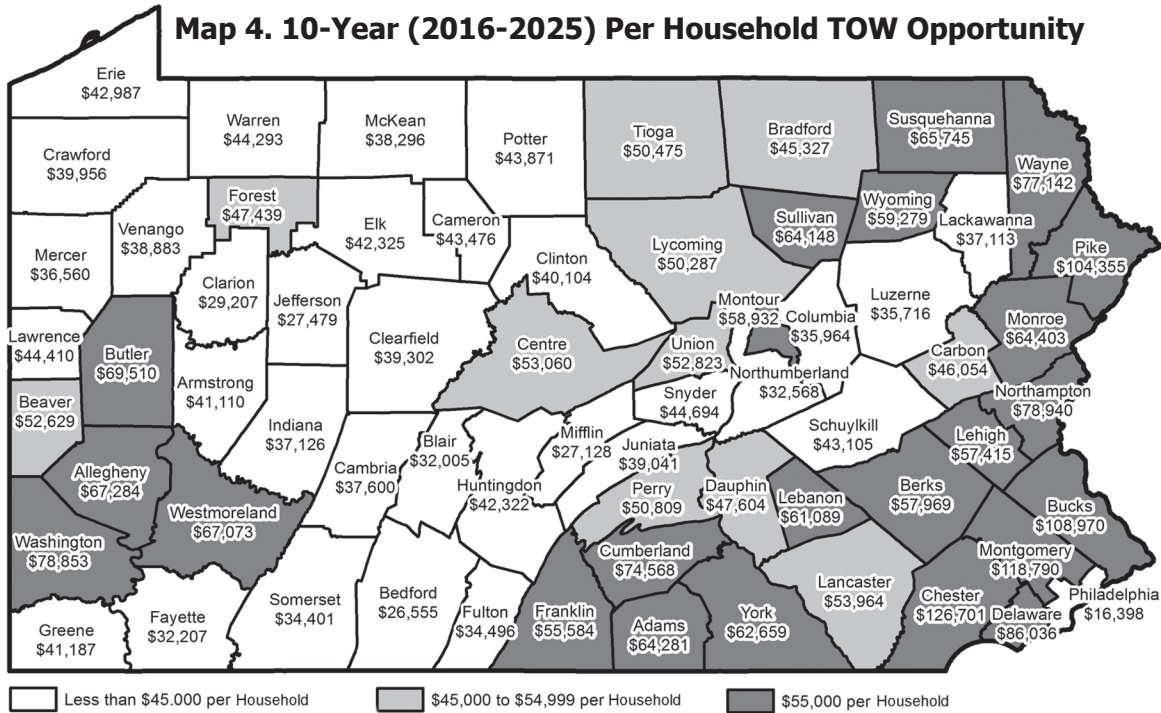 Map 4. 10-Year (2016-2025) Per Household TOW Opportunity
Erie
$42,987
Warren
$44,293
McKean
$38,296
Potter
$43,871
Tioga
$50,475
Bradford
$45,327
Susquehanna
$65,745
Wayne
$77,142
Crawford
$39,956
Forest
$47,439
Elk
$42,325
Cameron
$43,476
Wyoming
$59,279
Lackawanna
$37,113
Sullivan
$64,148
Pike
$104,355
Venango
$38,883
Mercer
$36,560
Clarion
$29,207
Jefferson
$27,479
Clinton
$40,104
Lycoming
$50,287
Luzerne
$35,716
Monroe
$64,403
Montour
$58,932
Columbia
$35,964
Lawrence
$44,410
Butler
$69,510
Clearfield
$39,302
Centre
$53,060
Union
$52,823
Carbon
$46,054
Northumberland
$32,568
Northampton
$78,940
Armstrong
$41,110
Beaver
$52,629
Snyder
$44,694
Indiana
$37,126
Schuylkill
$43,105
Lehigh
$57,415
Mifflin
$27,128
Blair
$32,005
Juniata
$39,041
Cambria
$37,600
Allegheny
$67,284
Huntingdon
$42,322
Perry
$50,809
Dauphin
$47,604
Lebanon
$61,089
Berks
$57,969
Bucks
$108,970
Westmoreland
$67,073
Washington
$78,853
Cumberland
$74,568
Montgomery
$118,790
Lancaster
$53,964
Chester
$126,701
Philadelphia
$16,398
Delaware
$86,036
Fayette
$32,207
Somerset
$34,401
Bedford
$26,555
Fulton
$34,496
Franklin
$55,584
Adams
$64,281
York
$62,659
Greene
$41,187
Less than $45.000 per Household
$45,000 to $54,999 per Household
$55,000 per Household